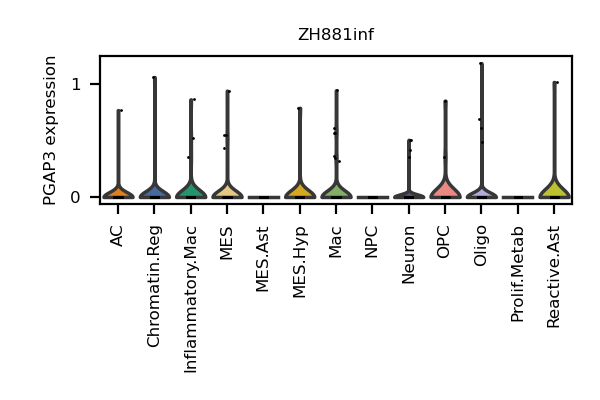 ZH881inf
PGAP3 expression
1
0
AC
Chromatin.Reg
Inflammatory.Mac
MES
MES.Ast
MES.Hyp
Mac
NPC
Neuron
OPC
Oligo
Prolif.Metab
Reactive.Ast